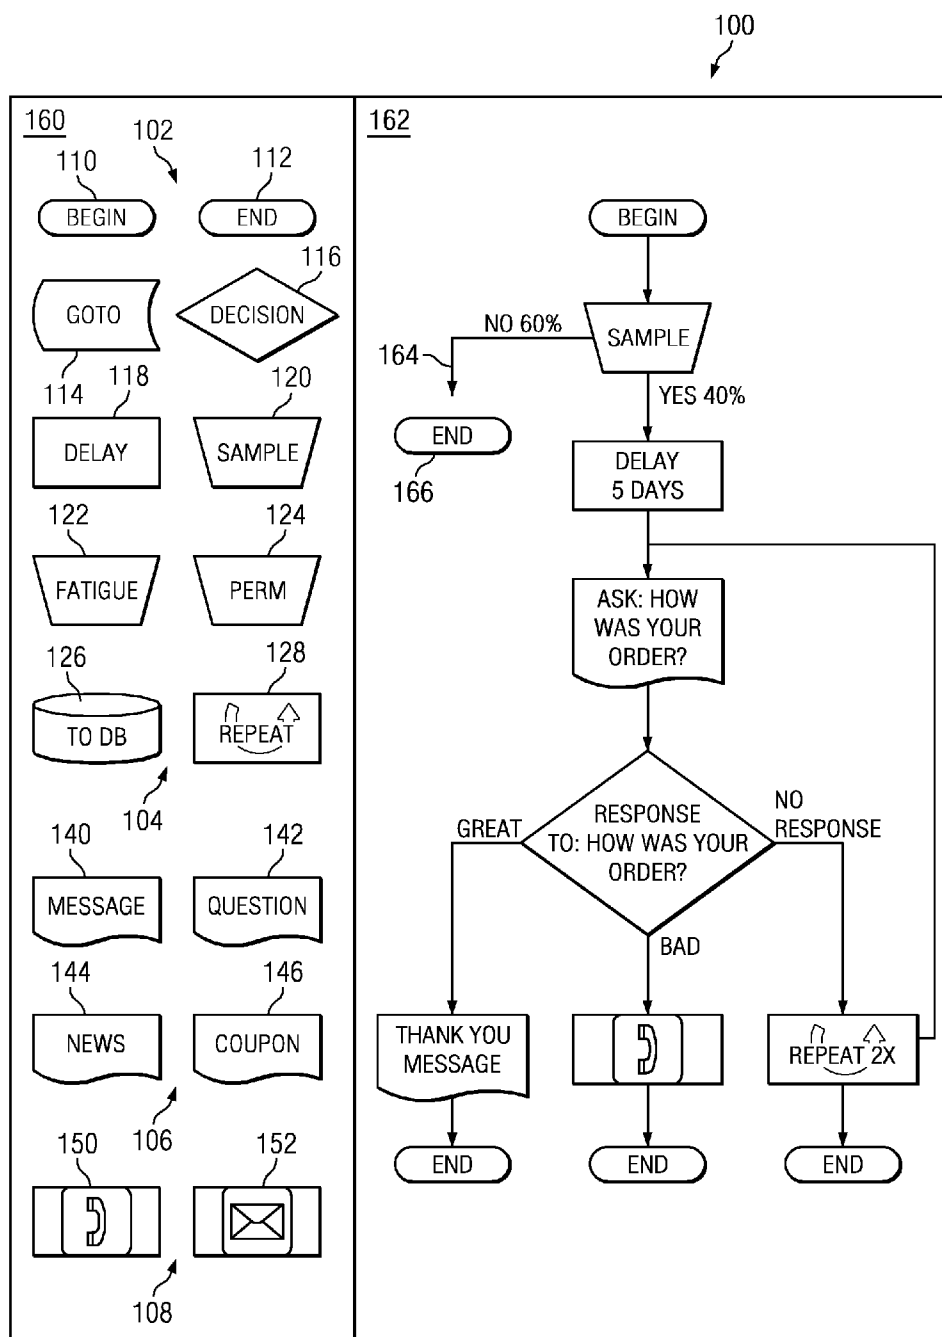 100
160
102
110
112
BEGIN
END
116
GOTO
DECISION
114
118
120
DELAY
SAMPLE
122
124
FATIGUE
PERM
126
128
TO DB
REPEAT
104
140
142
MESSAGE
QUESTION
144
146
NEWS
COUPON
106
150
152
108
162
BEGIN
NO 60%
SAMPLE
164
YES 40%
END
166
DELAY
5 DAYS
ASK: HOW
WAS YOUR
ORDER?
GREAT
RESPONSE
TO: HOW WAS YOUR
ORDER?
NO
RESPONSE
BAD
THANK YOU
MESSAGE
REPEAT 2X
END
END
END